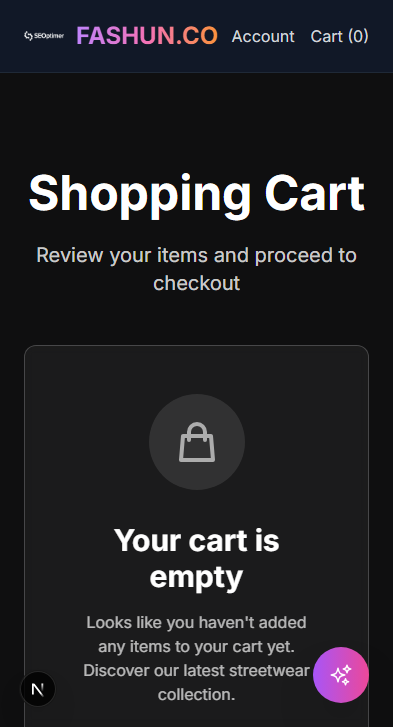 SEOptimer FASHUN.CO Account Cart (0)
Shopping Cart
Review your items and proceed to
checkout
Your cart is
empty
Looks like you haven't added
any items to your cart yet.
Discover our latest streetwear
collection.
N